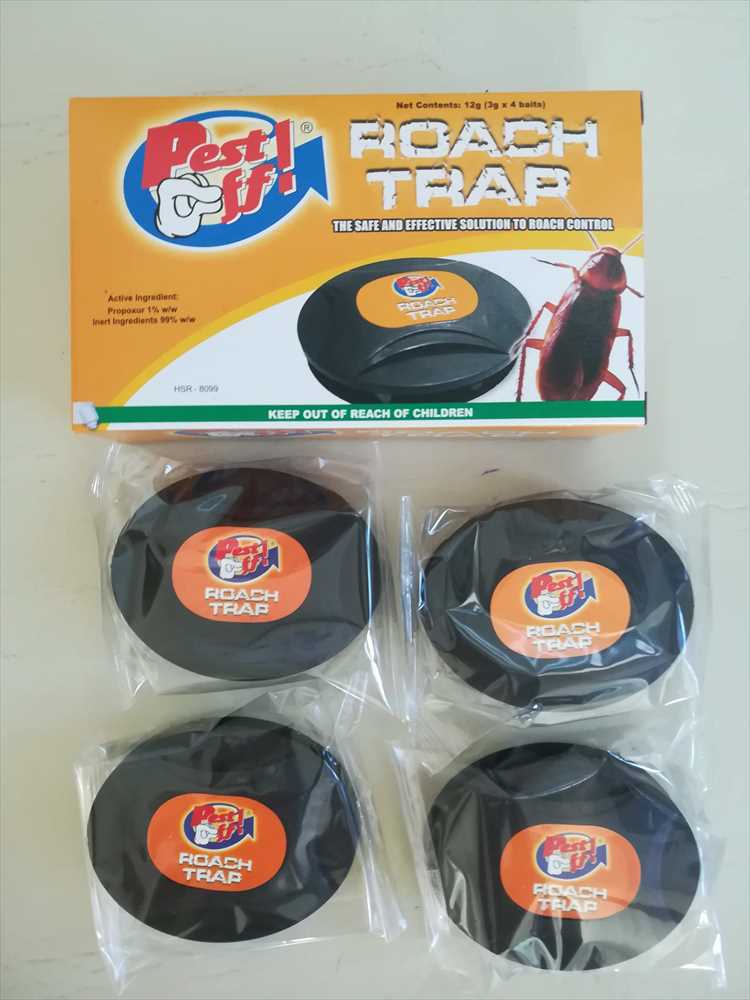 Net Contents: 12g (3g x 4 baits)
Pest Off! ®
ROACH
TRAP
THE SAFE AND EFFECTIVE SOLUTION TO ROACH CONTROL
Active Ingredient:
Propoxur 1% w/w
Inert Ingredients 99% w/w
Pest Off!
ROACH
TRAP
HSR - 8099
KEEP OUT OF REACH OF CHILDREN
Pest Off! ®
ROACH
TRAP
Pest Off!
ROACH
TRAP
Pest Off!
ROACH
TRAP
Pest Off!
ROACH
TRAP